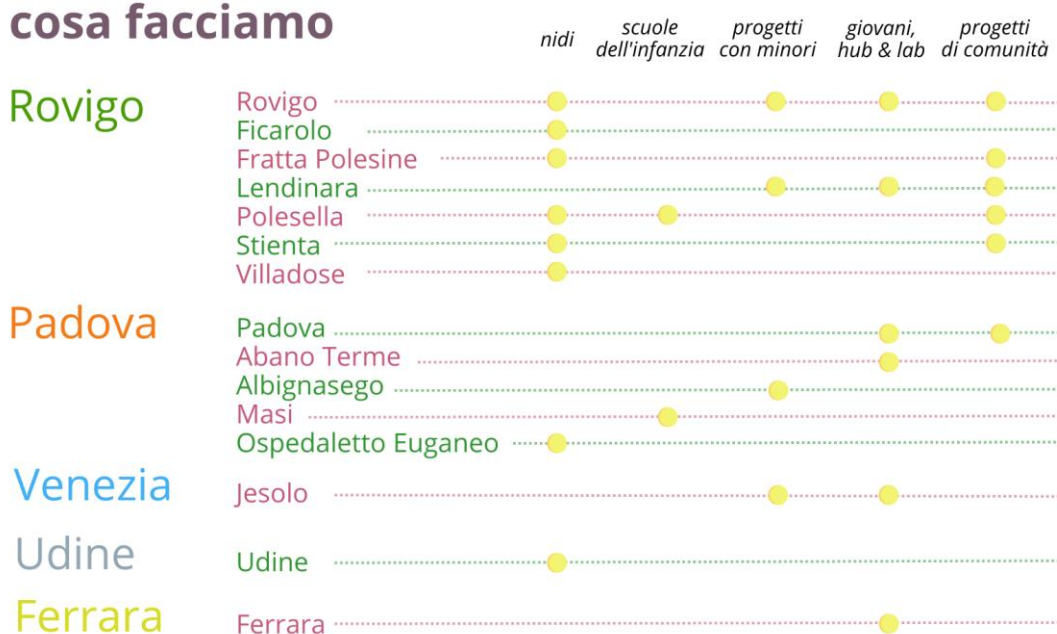 cosa facciamo
nidi
scuole
dell'infanzia
progetti
con minori
giovani,
hub & lab
progetti
di comunità
Rovigo
Rovigo
Ficarolo
Fratta Polesine
Lendinara
Polesella
Stienta
Villadose
Padova
Padova
Abano Terme
Albignasego
Masi
Ospedaletto Euganeo
Venezia
Jesolo
Udine
Udine
Ferrara
Ferrara